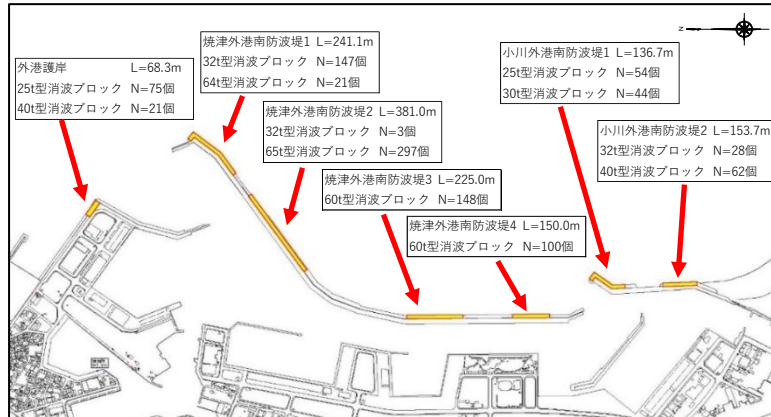 外港護岸 L=68.3m
25t型消波ブロック N=75個
40t型消波ブロック N=21個
焼津外港南防波堤1 L=241.1m
32t型消波ブロック N=147個
64t型消波ブロック N=21個
焼津外港南防波堤2 L=381.0m
32t型消波ブロック N=3個
65t型消波ブロック N=297個
焼津外港南防波堤3 L=225.0m
60t型消波ブロック N=148個
焼津外港南防波堤4 L=150.0m
60t型消波ブロック N=100個
小川外港南防波堤1 L=136.7m
25t型消波ブロック N=54個
30t型消波ブロック N=44個
小川外港南防波堤2 L=153.7m
32t型消波ブロック N=28個
40t型消波ブロック N=62個
N